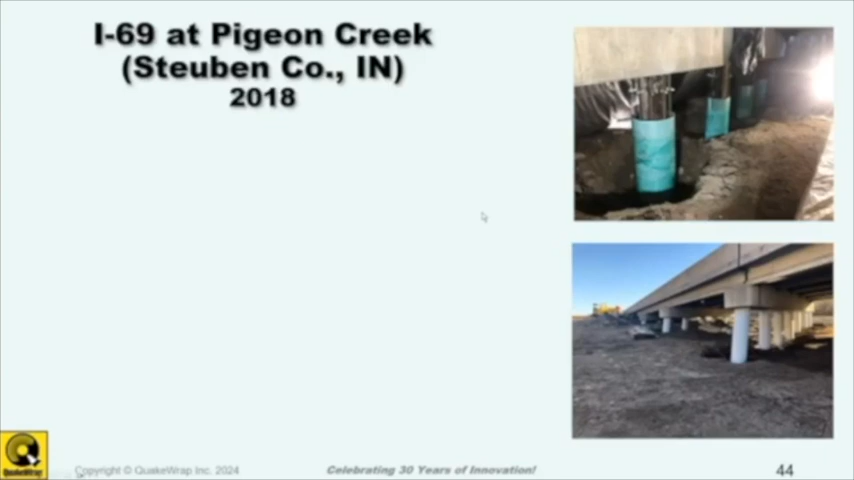 I-69 at Pigeon Creek
(Steuben Co., IN)
2018
QuakeWrap
Copyright © QuakeWrap Inc. 2024
Celebrating 30 Years of Innovation!
44